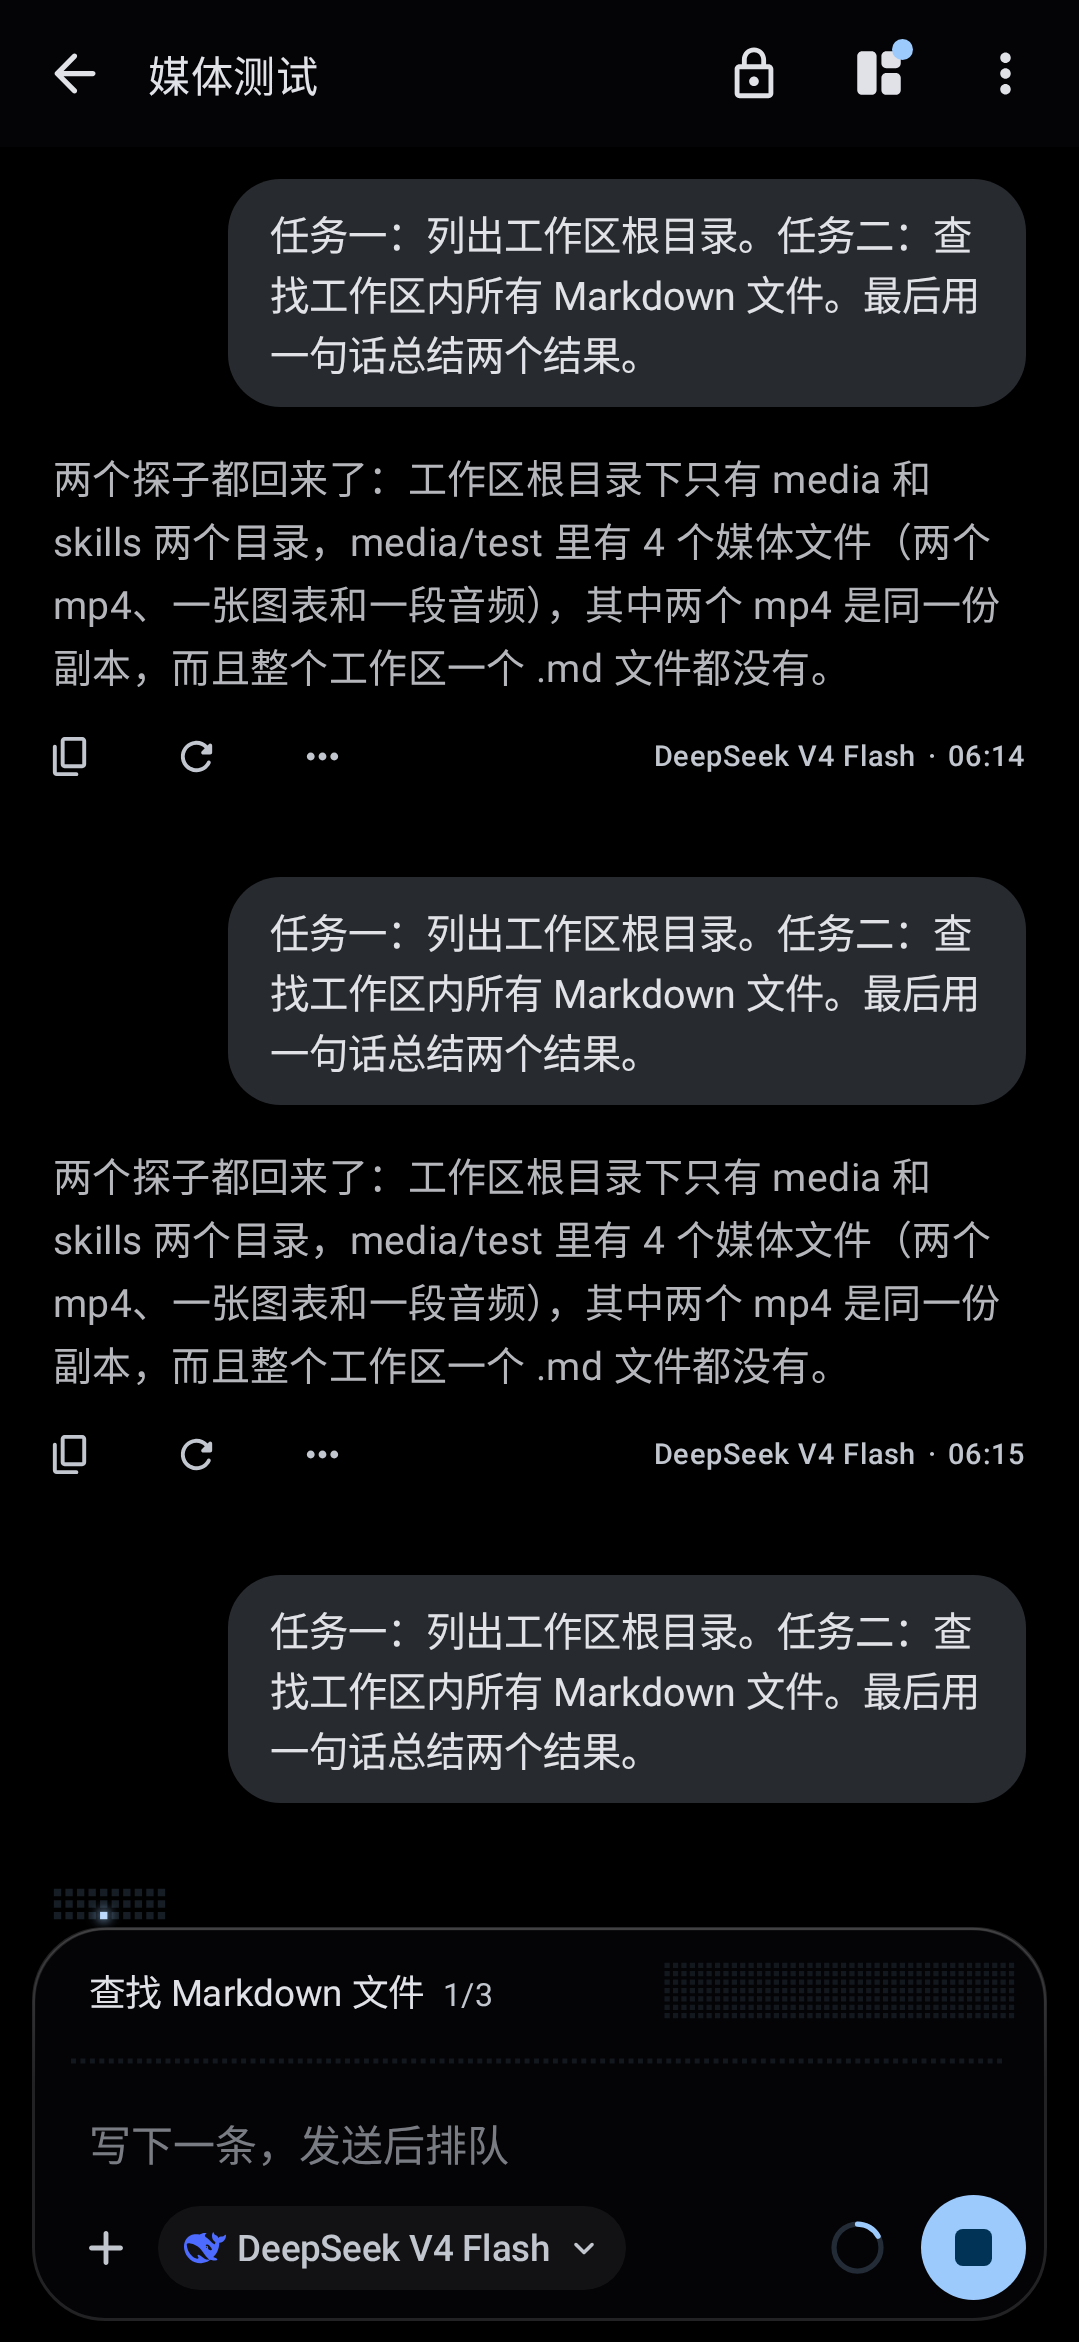 媒体测试
任务一：列出工作区根目录。任务二：查
找工作区内所有 Markdown 文件。最后用
一句话总结两个结果。
两个探子都回来了：工作区根目录下只有 media 和
skills 两个目录，media/test 里有 4 个媒体文件（两个
mp4、一张图表和一段音频），其中两个 mp4 是同一份
副本，而且整个工作区一个 .md 文件都没有。
DeepSeek V4 Flash · 06:14
任务一：列出工作区根目录。任务二：查
找工作区内所有 Markdown 文件。最后用
一句话总结两个结果。
两个探子都回来了：工作区根目录下只有 media 和
skills 两个目录，media/test 里有 4 个媒体文件（两个
mp4、一张图表和一段音频），其中两个 mp4 是同一份
副本，而且整个工作区一个 .md 文件都没有。
DeepSeek V4 Flash · 06:15
任务一：列出工作区根目录。任务二：查
找工作区内所有 Markdown 文件。最后用
一句话总结两个结果。
查找 Markdown 文件 1/3
写下一条，发送后排队
DeepSeek V4 Flash